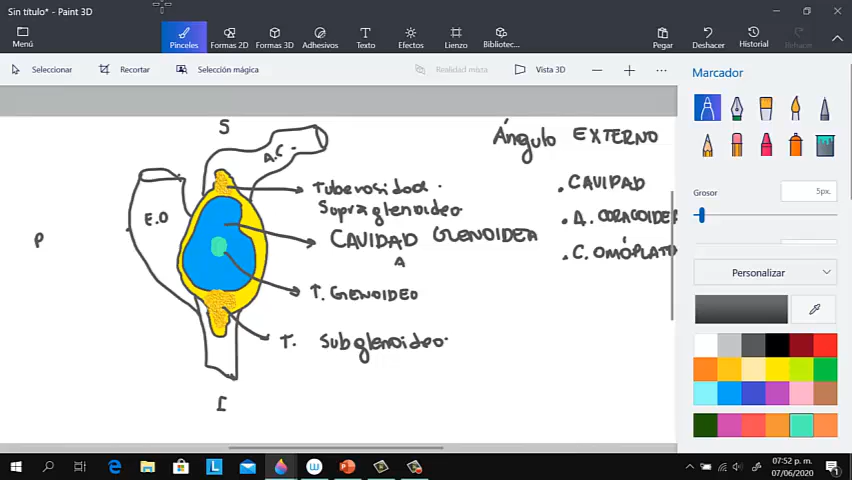 Sin título* - Paint 3D
Menú
Pinceles
Formas 2D
Formas 3D
Adhesivos
Texto
Efectos
Lienzo
Bibliotec...
Pegar
Deshacer
Historial
Rehacer
Seleccionar
Recortar
Selección mágica
Realidad mixta
Vista 3D
Marcador
Grosor
5px.
Personalizar
S
A.C.
E.O
P
Tuberosidad.
Supraglenoideo
CAVIDAD GLENOIDEA
A
T. GLENOIDEO
T. Subglenoideo.
I
Ángulo EXTERNO
. CAVIDAD
. A. CORACOIDE
. C. OMÓPLAT
07:52 p. m.
07/06/2020